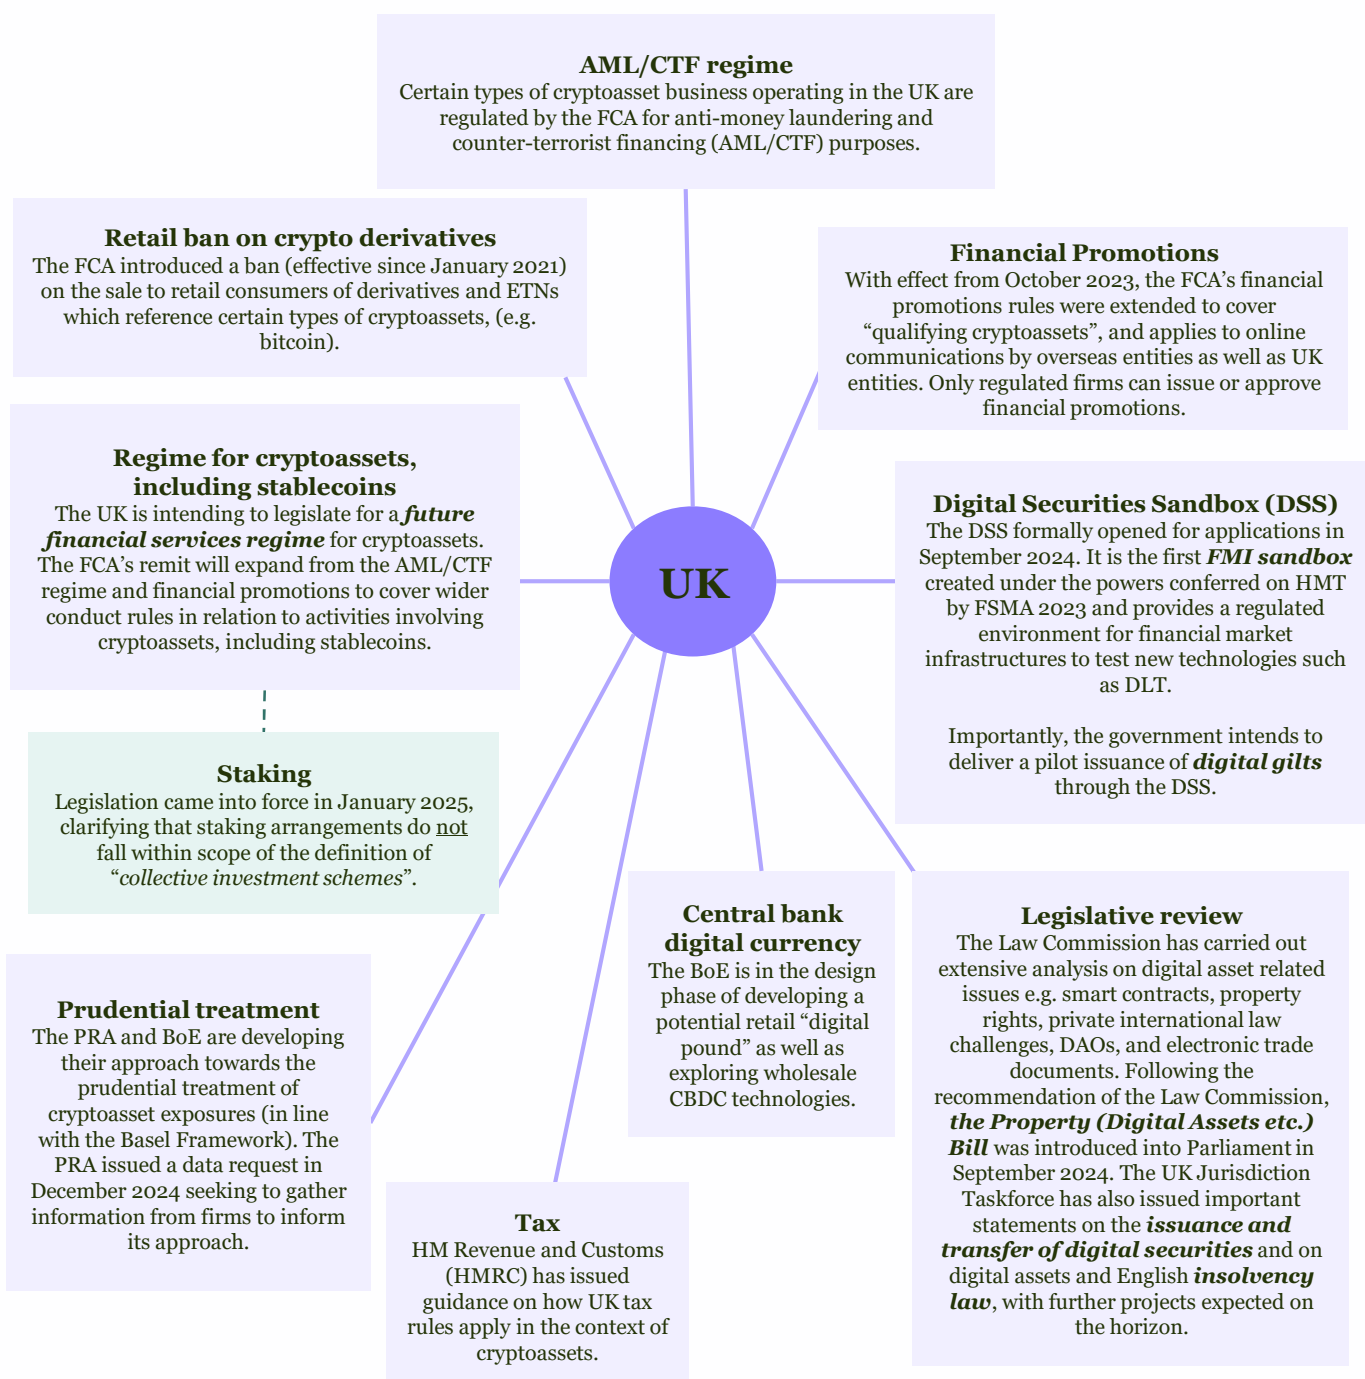 AML/CTF regime
Certain types of cryptoasset business operating in the UK are
regulated by the FCA for anti-money laundering and
counter-terrorist financing (AML/CTF) purposes.
Retail ban on crypto derivatives
The FCA introduced a ban (effective since January 2021)
on the sale to retail consumers of derivatives and ETNs
which reference certain types of cryptoassets, (e.g.
bitcoin).
Financial Promotions
With effect from October 2023, the FCA’s financial
promotions rules were extended to cover
“qualifying cryptoassets”, and applies to online
communications by overseas entities as well as UK
entities. Only regulated firms can issue or approve
financial promotions.
Regime for cryptoassets,
including stablecoins
The UK is intending to legislate for a future
financial services regime for cryptoassets.
The FCA’s remit will expand from the AML/CTF
regime and financial promotions to cover wider
conduct rules in relation to activities involving
cryptoassets, including stablecoins.
UK
Digital Securities Sandbox (DSS)
The DSS formally opened for applications in
September 2024. It is the first FMI sandbox
created under the powers conferred on HMT
by FSMA 2023 and provides a regulated
environment for financial market
infrastructures to test new technologies such
as DLT.
Importantly, the government intends to
deliver a pilot issuance of digital gilts
through the DSS.
Staking
Legislation came into force in January 2025,
clarifying that staking arrangements do not
fall within scope of the definition of
“collective investment schemes”.
Prudential treatment
The PRA and BoE are developing
their approach towards the
prudential treatment of
cryptoasset exposures (in line
with the Basel Framework). The
PRA issued a data request in
December 2024 seeking to gather
information from firms to inform
its approach.
Tax
HM Revenue and Customs
(HMRC) has issued
guidance on how UK tax
rules apply in the context of
cryptoassets.
Central bank
digital currency
The BoE is in the design
phase of developing a
potential retail “digital
pound” as well as
exploring wholesale
CBDC technologies.
Legislative review
The Law Commission has carried out
extensive analysis on digital asset related
issues e.g. smart contracts, property
rights, private international law
challenges, DAOs, and electronic trade
documents. Following the
recommendation of the Law Commission,
the Property (Digital Assets etc.)
Bill was introduced into Parliament in
September 2024. The UK Jurisdiction
Taskforce has also issued important
statements on the issuance and
transfer of digital securities and on
digital assets and English insolvency
law, with further projects expected on
the horizon.